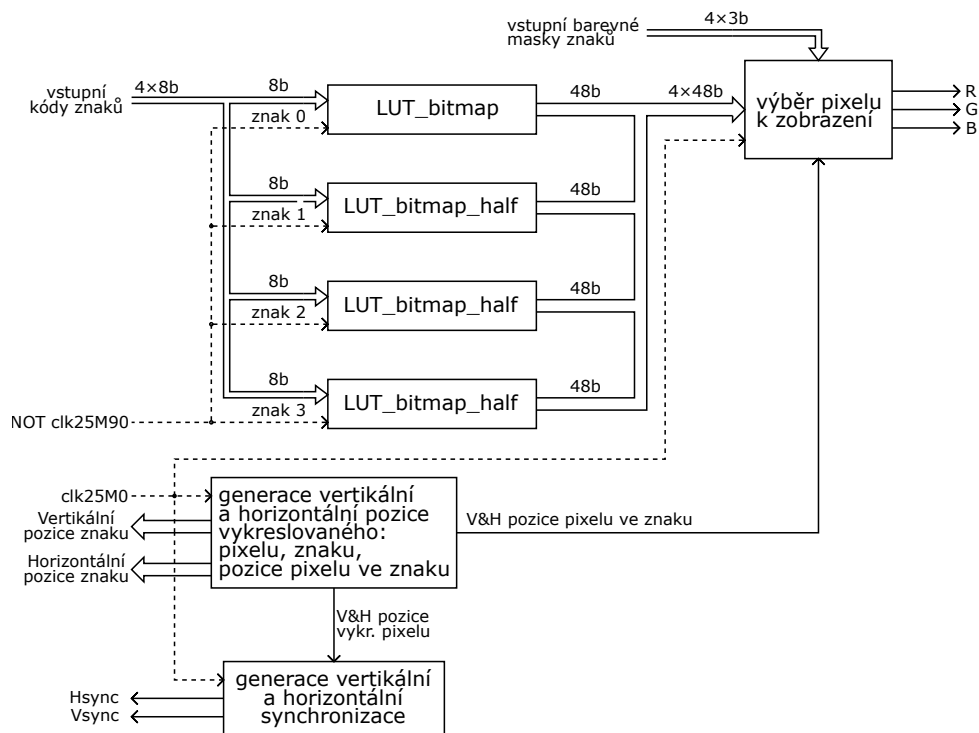 vstupní barevné
masky znaků
4×3b
vstupní
kódy znaků
4×8b
8b
LUT_bitmap
48b
4×48b
výběr pixelu
k zobrazení
R
G
B
znak 0
8b
LUT_bitmap_half
48b
znak 1
8b
LUT_bitmap_half
48b
znak 2
8b
LUT_bitmap_half
48b
znak 3
NOT clk25M90
clk25M0
generace vertikální
a horizontální pozice
vykreslovaného:
pixelu, znaku,
pozice pixelu ve znaku
V&H pozice pixelu ve znaku
Vertikální
pozice znaku
Horizontální
pozice znaku
V&H pozice
vykr. pixelu
generace vertikální
a horizontální
synchronizace
Hsync
Vsync